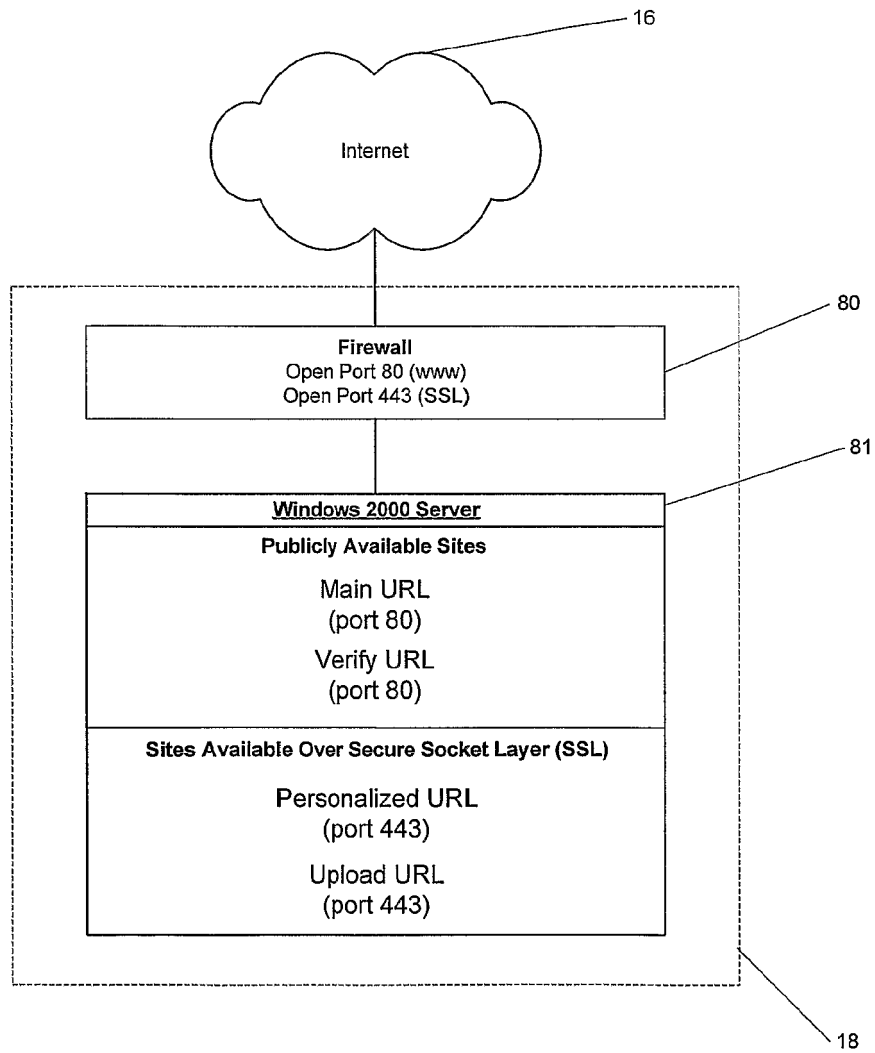 16
Internet
80
Firewall
Open Port 80 (www)
Open Port 443 (SSL)
81
Windows 2000 Server
Publicly Available Sites
Main URL
(port 80)
Verify URL
(port 80)
Sites Available Over Secure Socket Layer (SSL)
Personalized URL
(port 443)
Upload URL
(port 443)
18